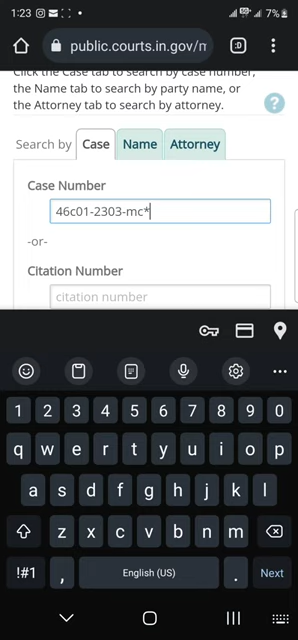 1:23 7%
public.courts.in.gov/m :D
Click the Case tab to search by case number,
the Name tab to search by party name, or
the Attorney tab to search by attorney. ?
Search by Case Name Attorney
Case Number
46c01-2303-mc*
-or-
Citation Number
citation number
1 2 3 4 5 6 7 8 9 0
q w e r t y u i o p
a s d f g h j k l
z x c v b n m
!#1 , English (US) . Next